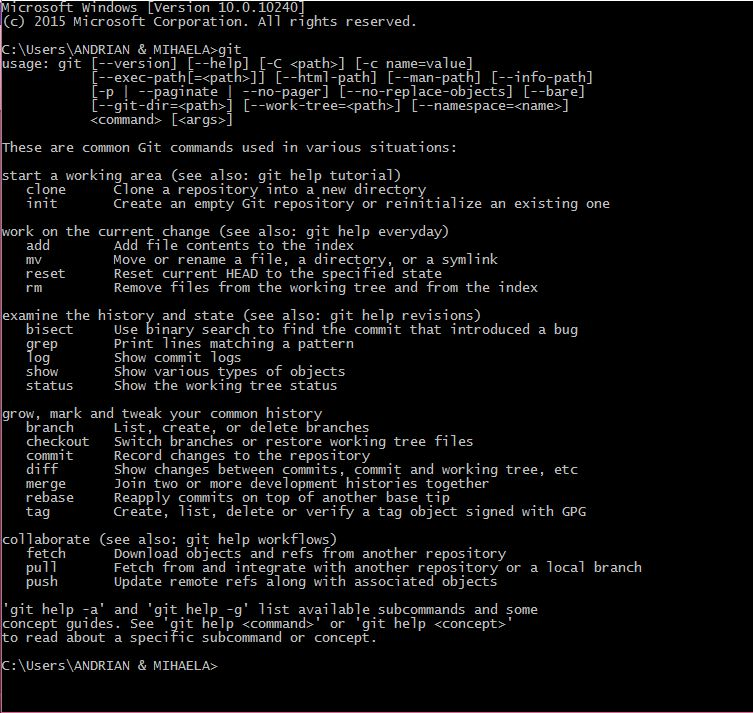 Microsoft Windows [Version 10.0.10240]
(c) 2015 Microsoft Corporation. All rights reserved.
C:\Users\ANDRIAN & MIHAELA>git
usage: git [--version] [--help] [-C <path>] [-c name=value]
           [--exec-path[=<path>]] [--html-path] [--man-path] [--info-path]
           [-p | --paginate | --no-pager] [--no-replace-objects] [--bare]
           [--git-dir=<path>] [--work-tree=<path>] [--namespace=<name>]
           <command> [<args>]
These are common Git commands used in various situations:
start a working area (see also: git help tutorial)
   clone      Clone a repository into a new directory
   init       Create an empty Git repository or reinitialize an existing one
work on the current change (see also: git help everyday)
   add        Add file contents to the index
   mv         Move or rename a file, a directory, or a symlink
   reset      Reset current HEAD to the specified state
   rm         Remove files from the working tree and from the index
examine the history and state (see also: git help revisions)
   bisect     Use binary search to find the commit that introduced a bug
   grep       Print lines matching a pattern
   log        Show commit logs
   show       Show various types of objects
   status     Show the working tree status
grow, mark and tweak your common history
   branch     List, create, or delete branches
   checkout   Switch branches or restore working tree files
   commit     Record changes to the repository
   diff       Show changes between commits, commit and working tree, etc
   merge      Join two or more development histories together
   rebase     Reapply commits on top of another base tip
   tag        Create, list, delete or verify a tag object signed with GPG
collaborate (see also: git help workflows)
   fetch      Download objects and refs from another repository
   pull       Fetch from and integrate with another repository or a local branch
   push       Update remote refs along with associated objects
'git help -a' and 'git help -g' list available subcommands and some
concept guides. See 'git help <command>' or 'git help <concept>'
to read about a specific subcommand or concept.
C:\Users\ANDRIAN & MIHAELA>